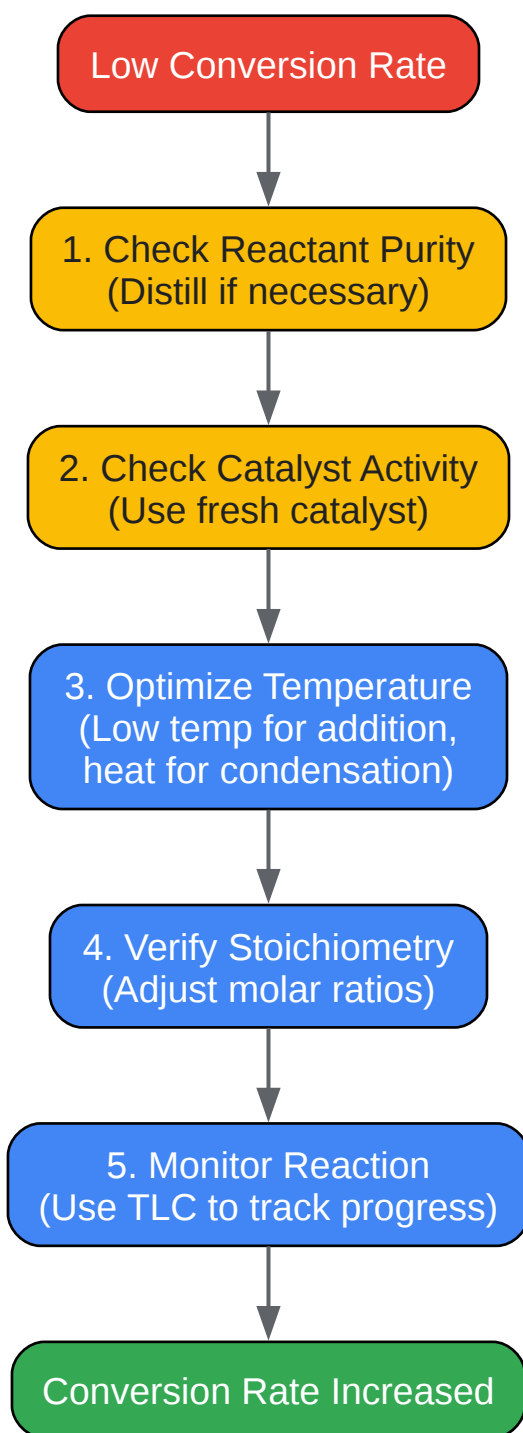 Low Conversion Rate
1. Check Reactant Purity
(Distill if necessary)
2. Check Catalyst Activity
(Use fresh catalyst)
3. Optimize Temperature
(Low temp for addition,
heat for condensation)
4. Verify Stoichiometry
(Adjust molar ratios)
5. Monitor Reaction
(Use TLC to track progress)
Conversion Rate Increased